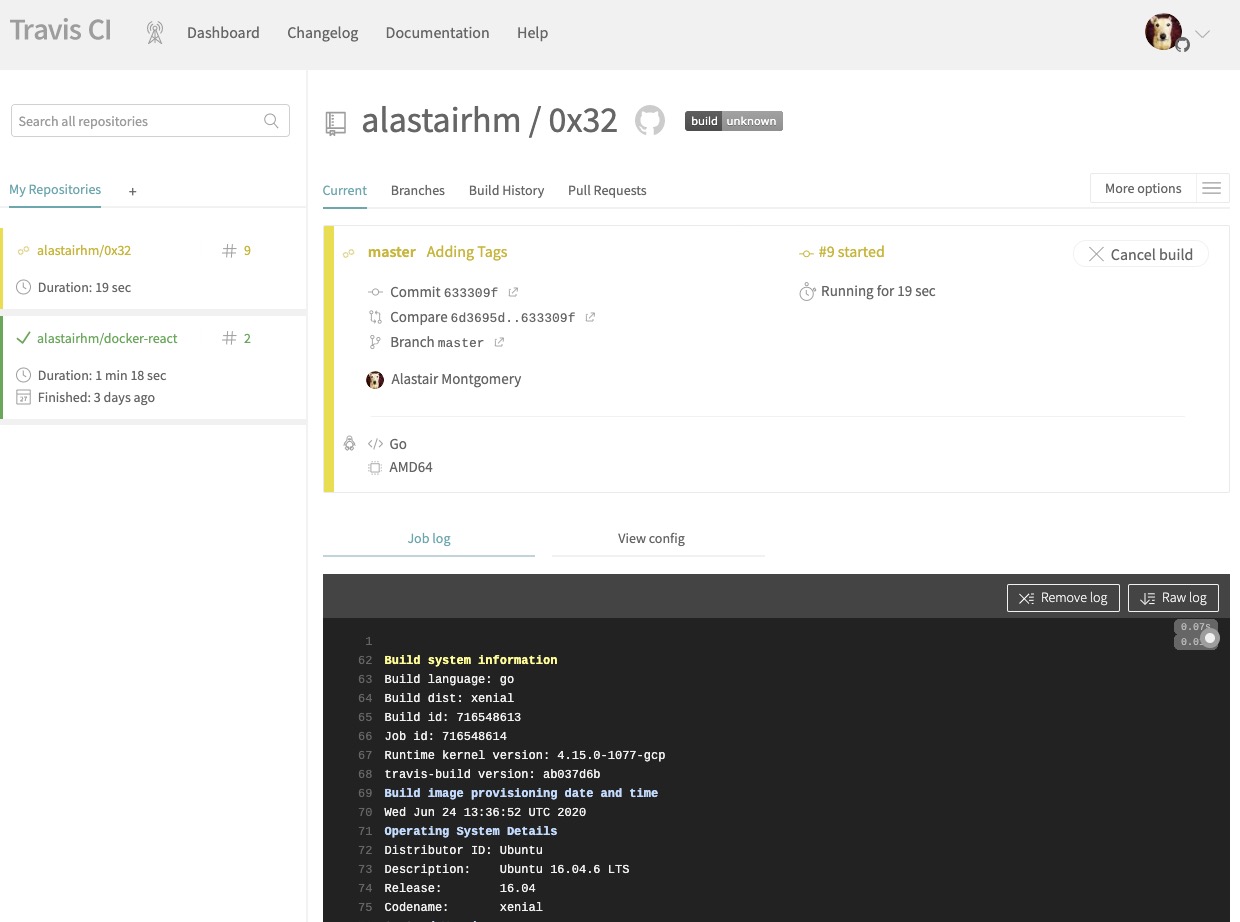 Travis CI
Dashboard
Changelog
Documentation
Help
Search all repositories
My Repositories
+
alastairhm/0x32
# 9
Duration: 19 sec
alastairhm/docker-react
# 2
Duration: 1 min 18 sec
27
Finished: 3 days ago
alastairhm / 0x32
build unknown
Current
Branches
Build History
Pull Requests
More options
master Adding Tags
#9 started
Cancel build
Commit 633309f
Running for 19 sec
Compare 6d3695d..633309f
Branch master
Alastair Montgomery
</> Go
AMD64
Job log
View config
Remove log
Raw log
0.07s
1
62 Build system information
63 Build language: go
64 Build dist: xenial
65 Build id: 716548613
66 Job id: 716548614
67 Runtime kernel version: 4.15.0-1077-gcp
68 travis-build version: ab037d6b
69 Build image provisioning date and time
70 Wed Jun 24 13:36:52 UTC 2020
71 Operating System Details
72 Distributor ID: Ubuntu
73 Description: Ubuntu 16.04.6 LTS
74 Release: 16.04
75 Codename: xenial